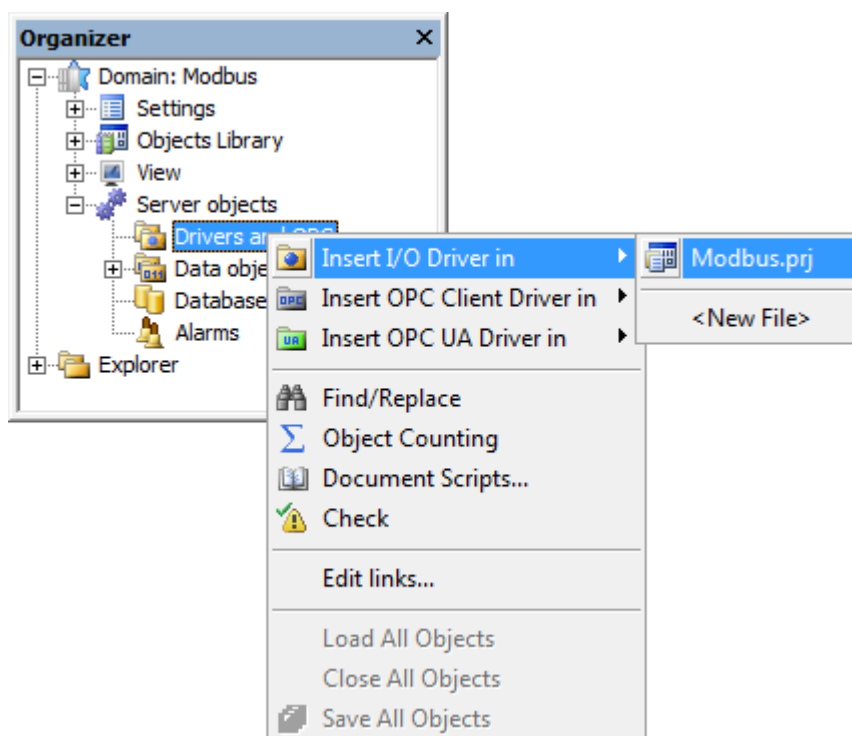 Organizer
Domain: Modbus
Settings
Objects Library
View
Server objects
Drivers and OPC
Data obje
Database
Alarms
Explorer
Insert I/O Driver in
Insert OPC Client Driver in
Insert OPC UA Driver in
Find/Replace
Object Counting
Document Scripts...
Check
Edit links...
Load All Objects
Close All Objects
Save All Objects
Modbus.prj
<New File>